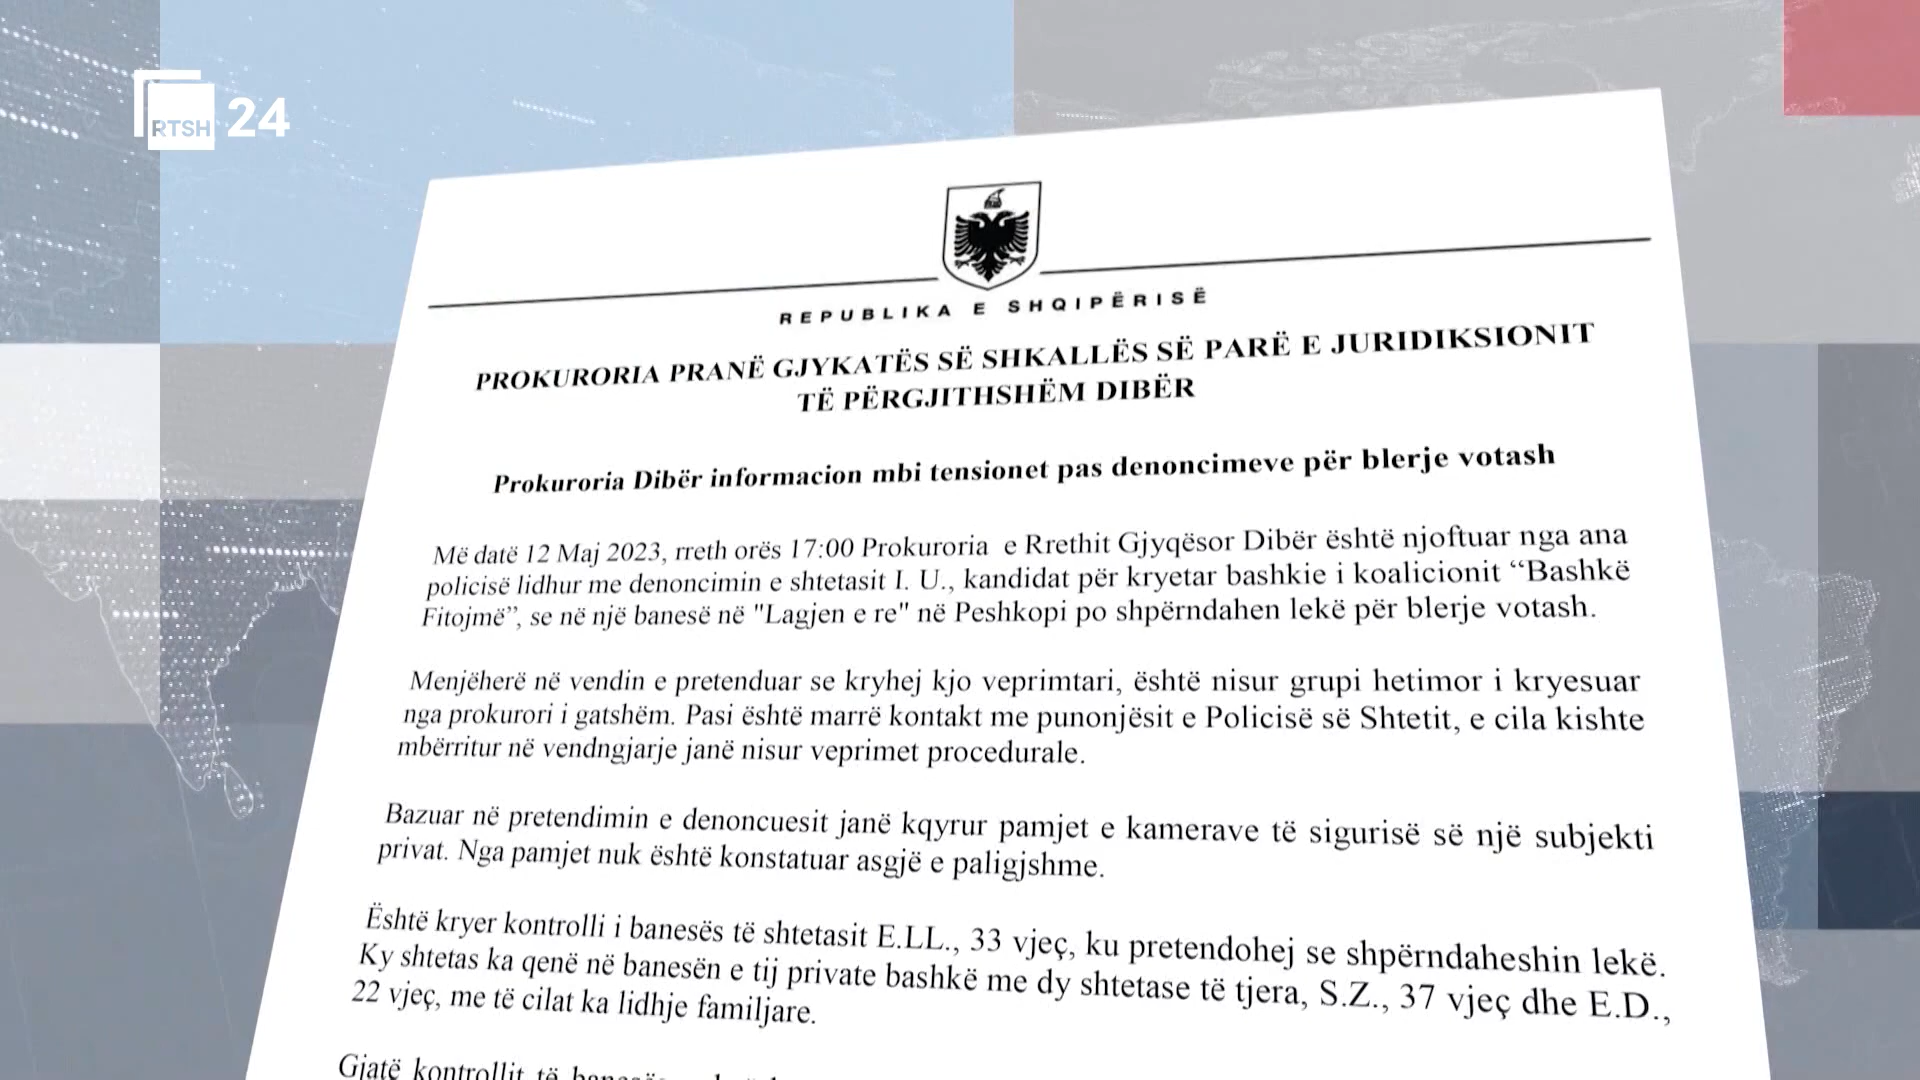 RTSH 24
REPUBLIKA E SHQIPËRISË
PROKURORIA PRANË GJYKATËS SË SHKALLËS SË PARË E JURIDIKSIONIT
TË PËRGJITHSHËM DIBËR
Prokuroria Dibër informacion mbi tensionet pas denoncimeve për blerje votash
Më datë 12 Maj 2023, rreth orës 17:00 Prokuroria e Rrethit Gjyqësor Dibër është njoftuar nga ana
policisë lidhur me denoncimin e shtetasit I. U., kandidat për kryetar bashkie i koalicionit “Bashkë
Fitojmë”, se në një banesë në "Lagjen e re" në Peshkopi po shpërndahen lekë për blerje votash.
Menjëherë në vendin e pretenduar se kryhej kjo veprimtari, është nisur grupi hetimor i kryesuar
nga prokurori i gatshëm. Pasi është marrë kontakt me punonjësit e Policisë së Shtetit, e cila kishte
mbërritur në vendngjarje janë nisur veprimet procedurale.
Bazuar në pretendimin e denoncuesit janë kqyrur pamjet e kamerave të sigurisë së një subjekti
privat. Nga pamjet nuk është konstatuar asgjë e paligjshme.
Është kryer kontrolli i banesës të shtetasit E.LL., 33 vjeç, ku pretendohej se shpërndaheshin lekë.
Ky shtetas ka qenë në banesën e tij private bashkë me dy shtetase të tjera, S.Z., 37 vjeç dhe E.D.,
22 vjeç, me të cilat ka lidhje familjare.
Gjatë kontrollit të